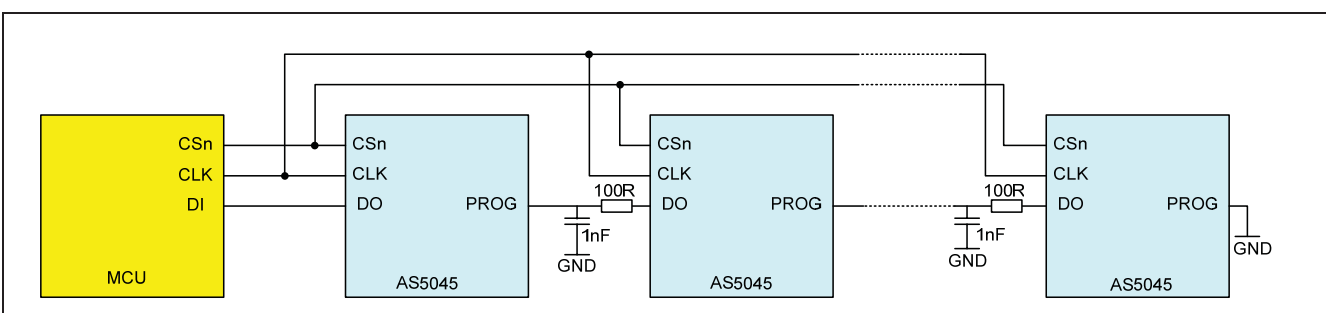 CSn
CLK
DI
MCU
CSn
CLK
DO
PROG
AS5045
100R
1nF
GND
CSn
CLK
DO
PROG
AS5045
100R
1nF
GND
CSn
CLK
DO
PROG
AS5045
GND